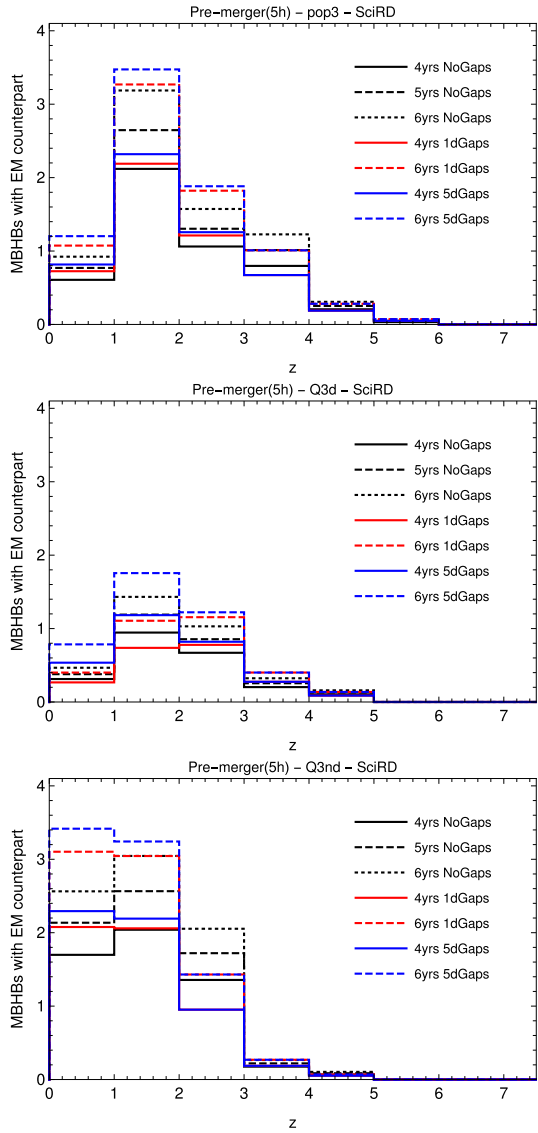 Pre-merger(5h) - pop3 - SciRD
MBHBs with EM counterpart
4
3
2
1
0
4yrs NoGaps
5yrs NoGaps
6yrs NoGaps
4yrs 1dGaps
6yrs 1dGaps
4yrs 5dGaps
6yrs 5dGaps
0 1 2 3 4 5 6 7
z
Pre-merger(5h) - Q3d - SciRD
MBHBs with EM counterpart
4
3
2
1
0
4yrs NoGaps
5yrs NoGaps
6yrs NoGaps
4yrs 1dGaps
6yrs 1dGaps
4yrs 5dGaps
6yrs 5dGaps
0 1 2 3 4 5 6 7
z
Pre-merger(5h) - Q3nd - SciRD
MBHBs with EM counterpart
4
3
2
1
0
4yrs NoGaps
5yrs NoGaps
6yrs NoGaps
4yrs 1dGaps
6yrs 1dGaps
4yrs 5dGaps
6yrs 5dGaps
0 1 2 3 4 5 6 7
z